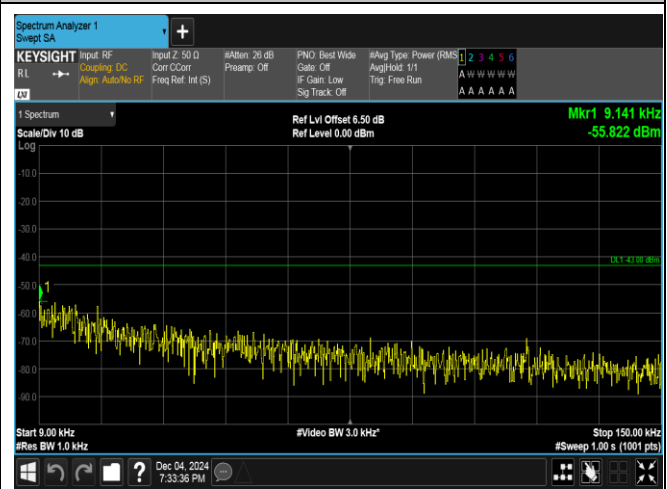 Spectrum Analyzer 1
Swept SA
+
KEYSIGHT Input: RF Input Z: 50 Ω #Atten: 26 dB PNO: Best Wide #Avg Type: Power (RMS 1 2 3 4 5 6
RL Coupling: DC Corr CCorr Preamp: Off Gate: Off Avg|Hold: 1/1 A W W W W W
Align: Auto/No RF Freq Ref: Int (S) IF Gain: Low Trig: Free Run
LXI Sig Track: Off A A A A A A
1 Spectrum Ref Lvl Offset 6.50 dB Mkr1 9.141 kHz
Scale/Div 10 dB Ref Level 0.00 dBm -55.822 dBm
Log
-10.0
-20.0
-30.0
-40.0 DL1 -43.00 dBm
-50.0 1
-60.0
-70.0
-80.0
-90.0
Start 9.00 kHz #Video BW 3.0 kHz* Stop 150.00 kHz
#Res BW 1.0 kHz #Sweep 1.00 s (1001 pts)
? Dec 04, 2024
7:33:36 PM